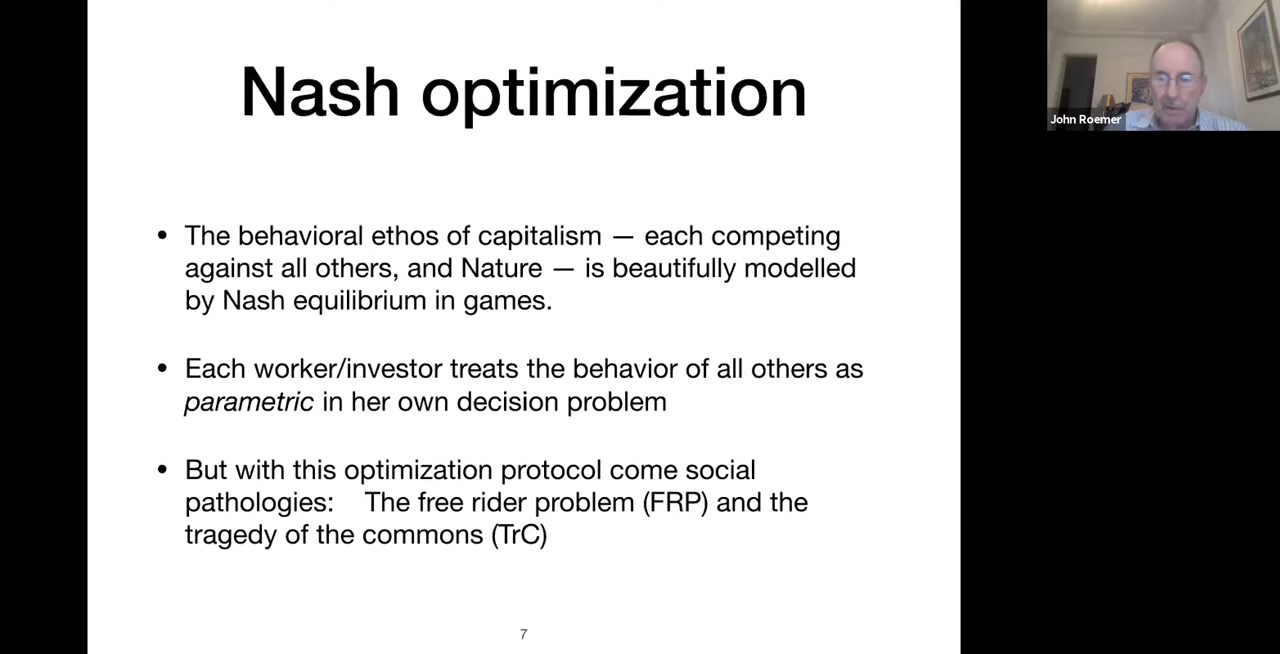 Nash optimization
• The behavioral ethos of capitalism — each competing
against all others, and Nature — is beautifully modelled
by Nash equilibrium in games.
• Each worker/investor treats the behavior of all others as
parametric in her own decision problem
• But with this optimization protocol come social
pathologies: The free rider problem (FRP) and the
tragedy of the commons (TrC)
7
John Roemer